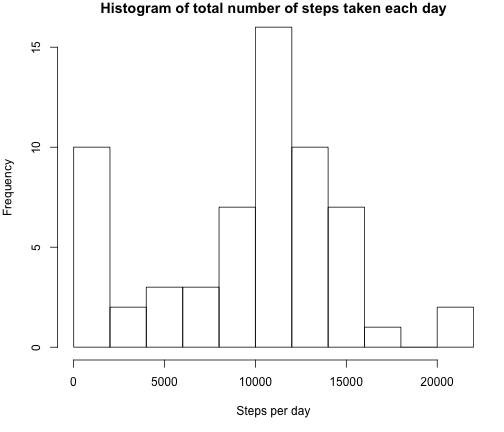 Histogram of total number of steps taken each day
Frequency
15
10
5
0
0 5000 10000 15000 20000
Steps per day